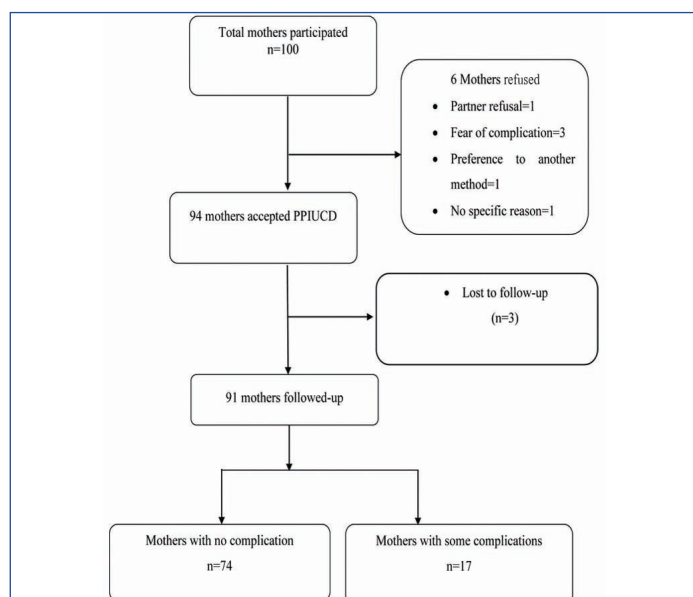 Total mothers participated
n=100
6 Mothers refused
• Partner refusal=1
• Fear of complication=3
• Preference to another
method=1
• No specific reason=1
94 mothers accepted PPIUCD
• Lost to follow-up
(n=3)
91 mothers followed-up
Mothers with no complication
n=74
Mothers with some complications
n=17